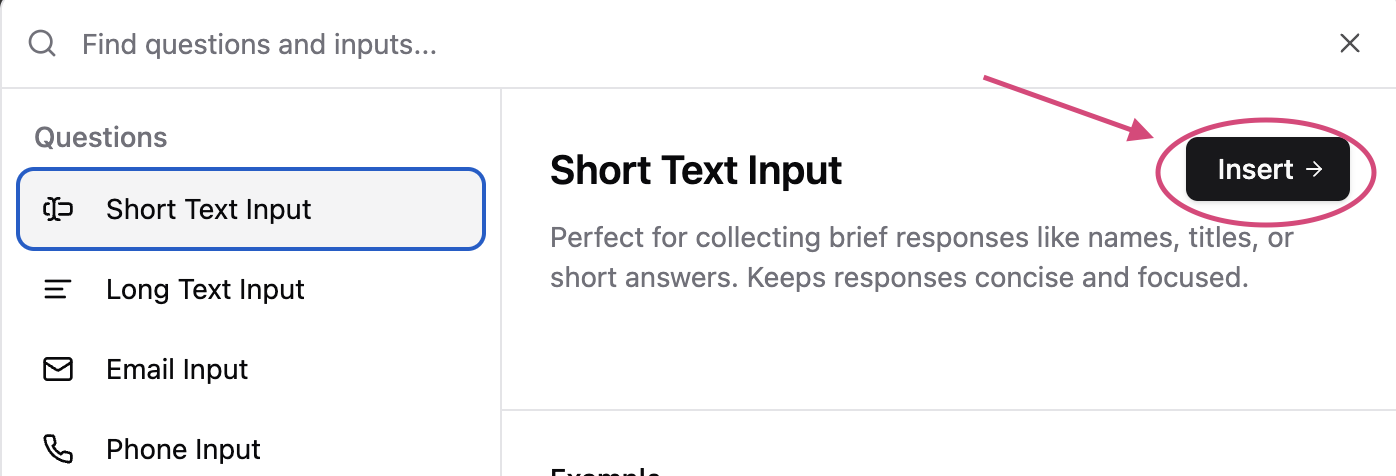 Find questions and inputs...
Questions
Short Text Input
Long Text Input
Email Input
Phone Input
Short Text Input
Insert →
Perfect for collecting brief responses like names, titles, or
short answers. Keeps responses concise and focused.
Example